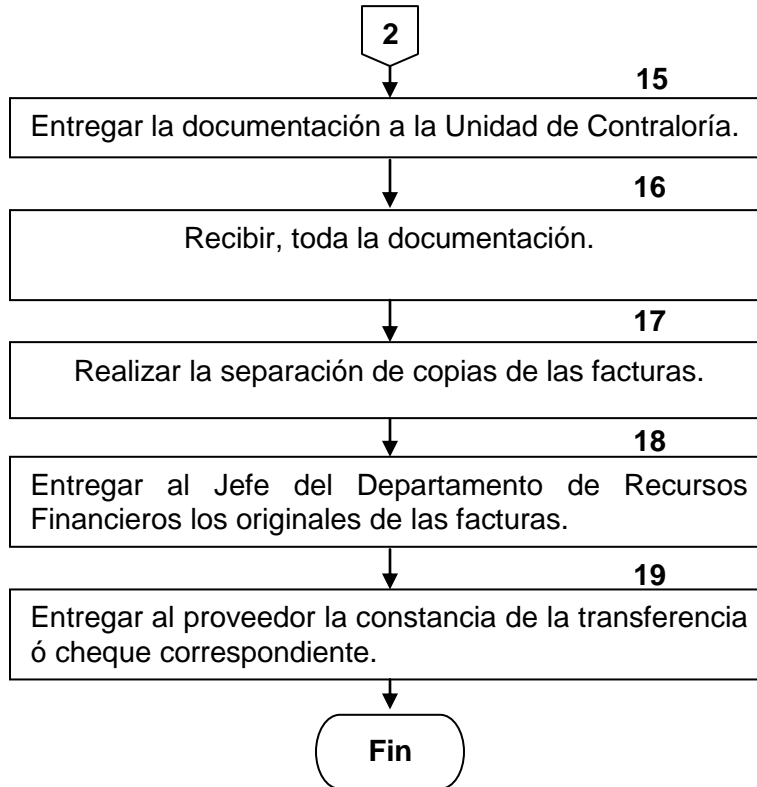 2
15
Entregar la documentación a la Unidad de Contraloría.
16
Recibir, toda la documentación.
17
Realizar la separación de copias de las facturas.
18
Entregar al Jefe del Departamento de Recursos
Financieros los originales de las facturas.
19
Entregar al proveedor la constancia de la transferencia
ó cheque correspondiente.
Fin